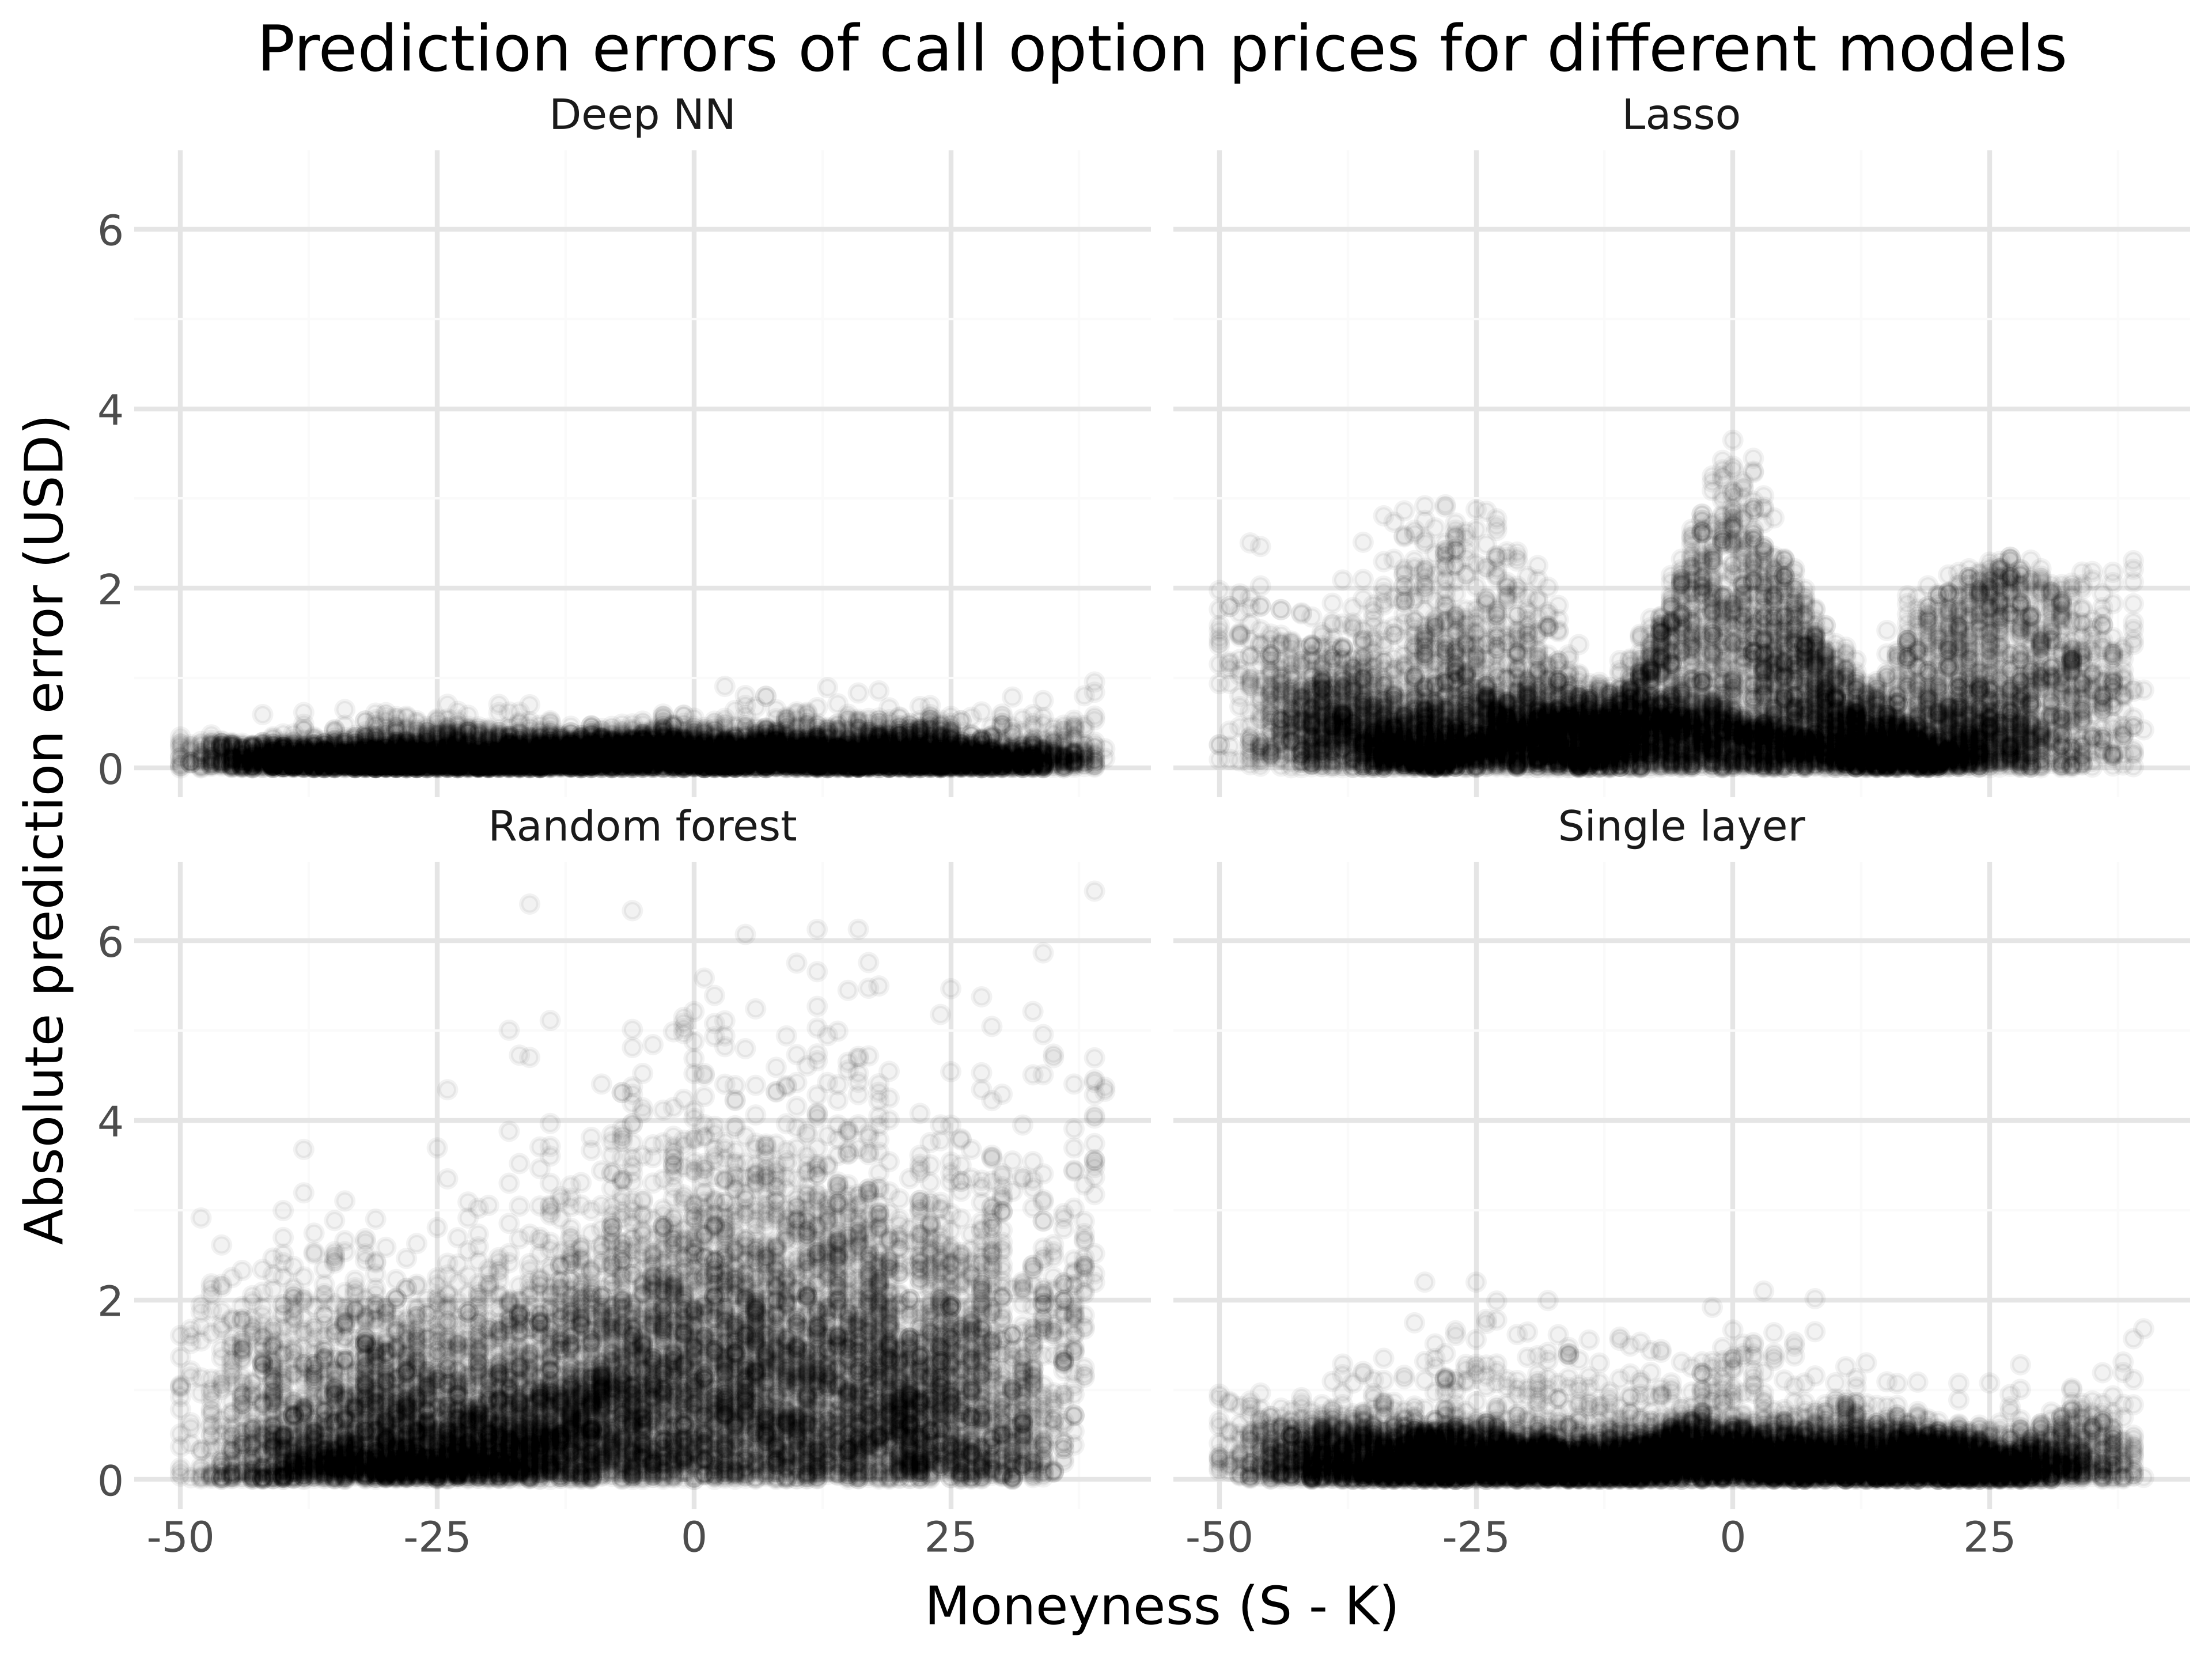 Prediction errors of call option prices for different models
Deep NN
Lasso
6
4
2
0
Random forest
Single layer
6
4
2
0
-50 -25 0 25 -50 -25 0 25
Moneyness (S - K)
Absolute prediction error (USD)